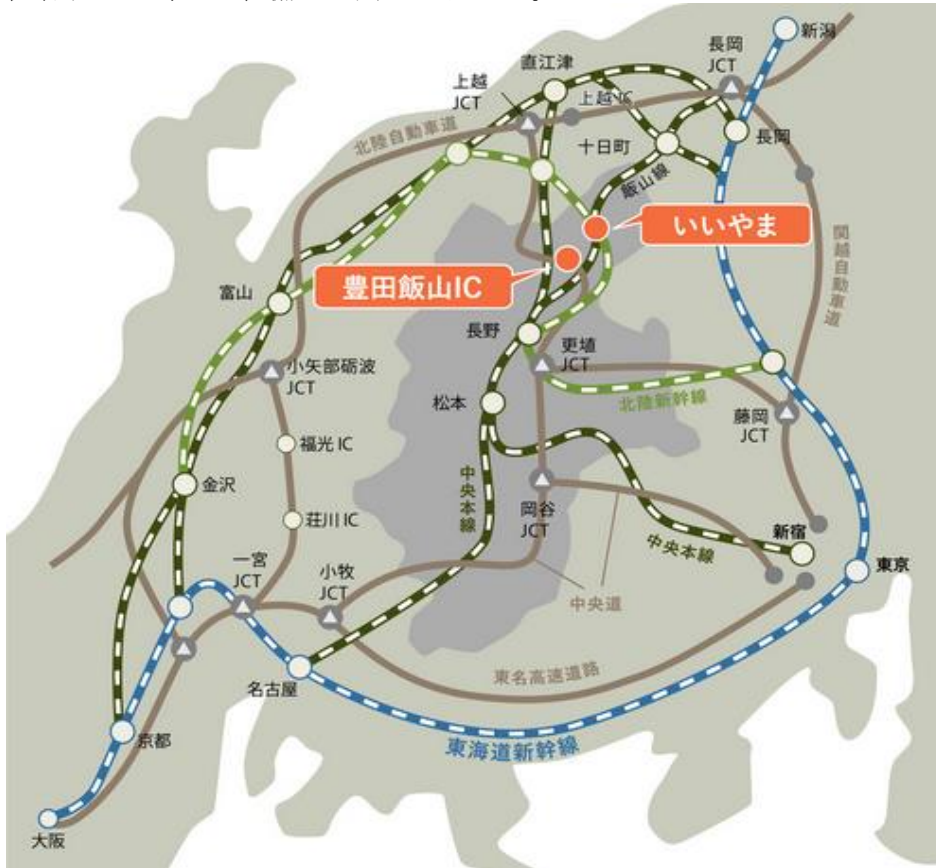 新潟
長岡
JCT
直江津
上越
JCT
上越IC
長岡
十日町
北陸自動車道
飯山線
いいやま
関越自動車道
豊田飯山IC
富山
長野
更埴
JCT
小矢部砺波
JCT
松本
北陸新幹線
藤岡
JCT
福光IC
中央本線
金沢
岡谷
JCT
荘川IC
新宿
中央本線
一宮
JCT
小牧
JCT
東京
中央道
東名高速道路
名古屋
京都
東海道新幹線
大阪